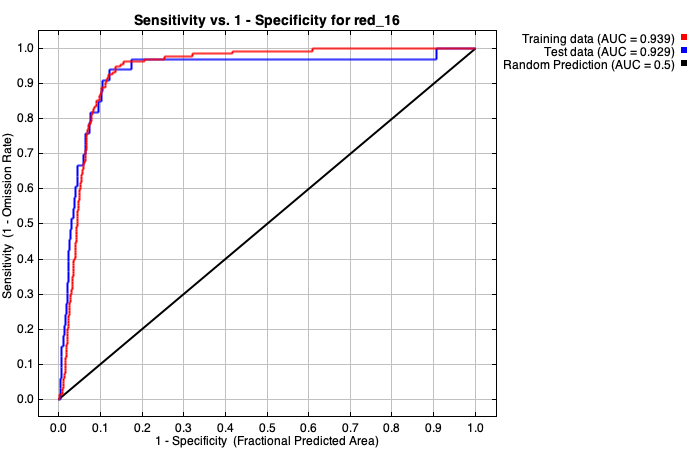 Sensitivity vs. 1 - Specificity for red_16
Training data (AUC = 0.939)
Test data (AUC = 0.929)
Random Prediction (AUC = 0.5)
Sensitivity (1 - Omission Rate)
1.0
0.9
0.8
0.7
0.6
0.5
0.4
0.3
0.2
0.1
0.0
0.0 0.1 0.2 0.3 0.4 0.5 0.6 0.7 0.8 0.9 1.0
1 - Specificity (Fractional Predicted Area)